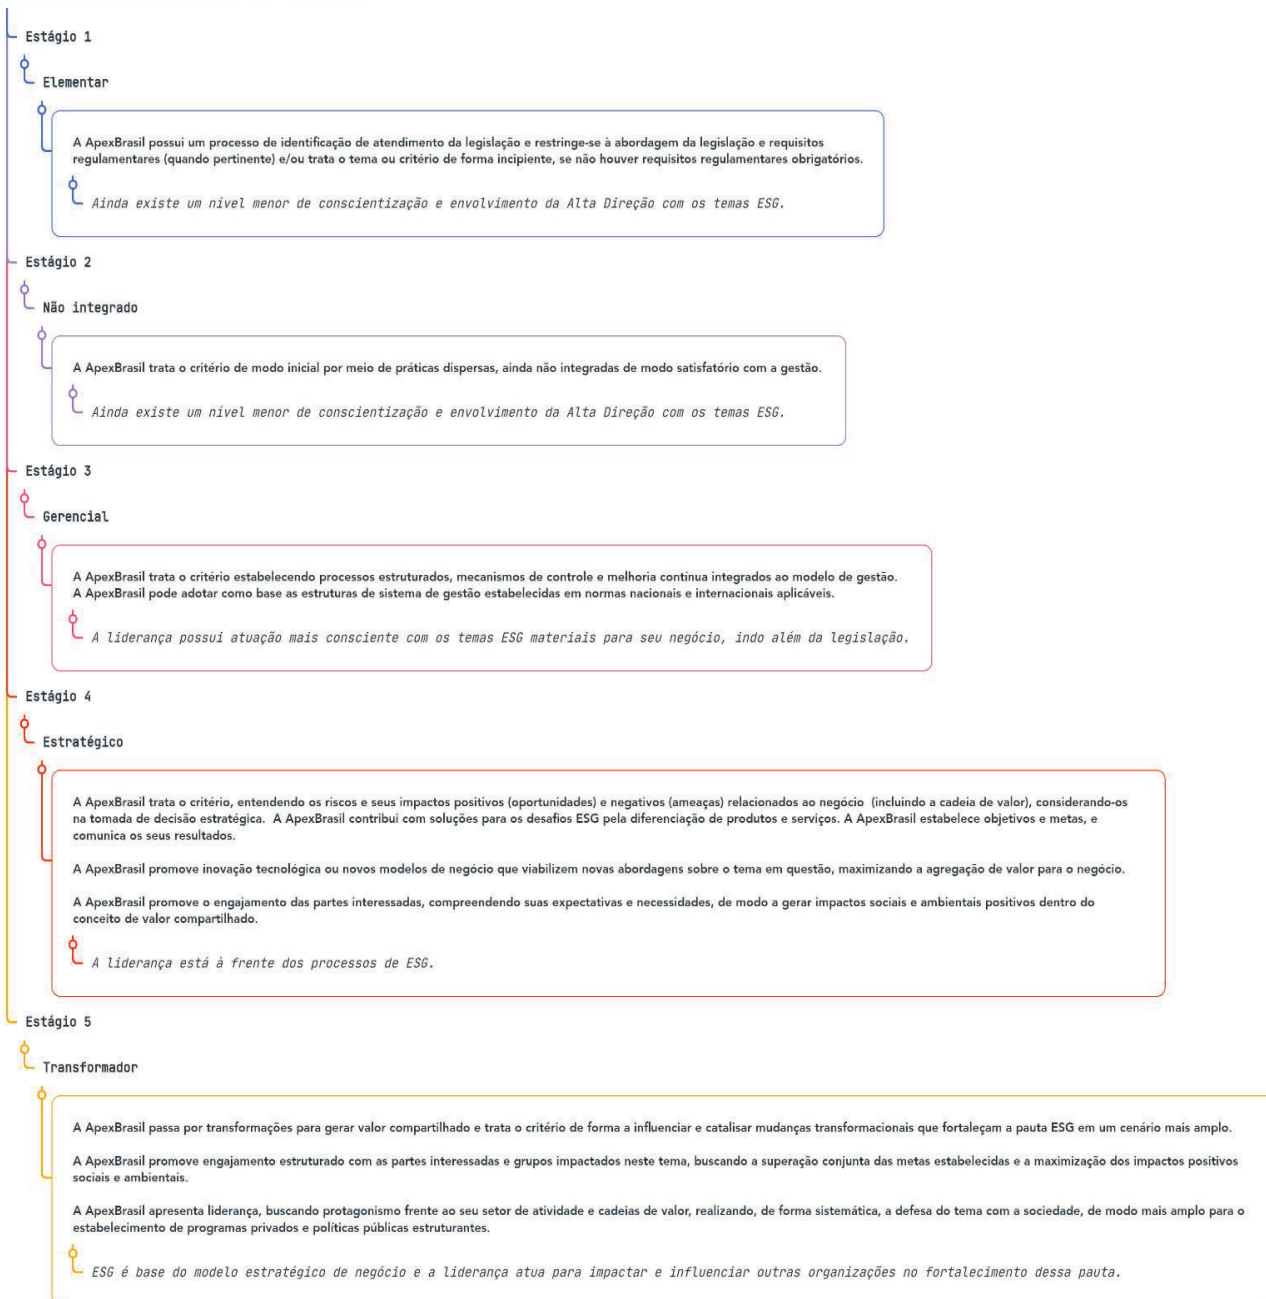 Estágio 1
Elementar
A ApexBrasil possui um processo de identificação de atendimento da legislação e restringe-se à abordagem da legislação e requisitos
regulamentares (quando pertinente) e/ou trata o tema ou critério de forma incipiente, se não houver requisitos regulamentares obrigatórios.
Ainda existe um nível menor de conscientização e envolvimento da Alta Direção com os temas ESG.
Estágio 2
Não integrado
A ApexBrasil trata o critério de modo inicial por meio de práticas dispersas, ainda não integradas de modo satisfatório com a gestão.
Ainda existe um nível menor de conscientização e envolvimento da Alta Direção com os temas ESG.
Estágio 3
Gerencial
A ApexBrasil trata o critério estabelecendo processos estruturados, mecanismos de controle e melhoria contínua integrados ao modelo de gestão.
A ApexBrasil pode adotar como base as estruturas de sistema de gestão estabelecidas em normas nacionais e internacionais aplicáveis.
A liderança possui atuação mais consciente com os temas ESG materiais para seu negócio, indo além da legislação.
Estágio 4
Estratégico
A ApexBrasil trata o critério, entendendo os riscos e seus impactos positivos (oportunidades) e negativos (ameaças) relacionados ao negócio (incluindo a cadeia de valor), considerando-os
na tomada de decisão estratégica. A ApexBrasil contribui com soluções para os desafios ESG pela diferenciação de produtos e serviços. A ApexBrasil estabelece objetivos e metas, e
comunica os seus resultados.
A ApexBrasil promove inovação tecnológica ou novos modelos de negócio que viabilizem novas abordagens sobre o tema em questão, maximizando a agregação de valor para o negócio.
A ApexBrasil promove o engajamento das partes interessadas, compreendendo suas expectativas e necessidades, de modo a gerar impactos sociais e ambientais positivos dentro do
conceito de valor compartilhado.
A liderança está à frente dos processos de ESG.
Estágio 5
Transformador
A ApexBrasil passa por transformações para gerar valor compartilhado e trata o critério de forma a influenciar e catalisar mudanças transformacionais que fortaleçam a pauta ESG em um cenário mais amplo.
A ApexBrasil promove engajamento estruturado com as partes interessadas e grupos impactados neste tema, buscando a superação conjunta das metas estabelecidas e a maximização dos impactos positivos
sociais e ambientais.
A ApexBrasil apresenta liderança, buscando protagonismo frente ao seu setor de atividade e cadeias de valor, realizando, de forma sistemática, a defesa do tema com a sociedade, de modo mais amplo para o
estabelecimento de programas privados e políticas públicas estruturantes.
ESG é base do modelo estratégico de negócio e a liderança atua para impactar e influenciar outras organizações no fortalecimento dessa pauta.